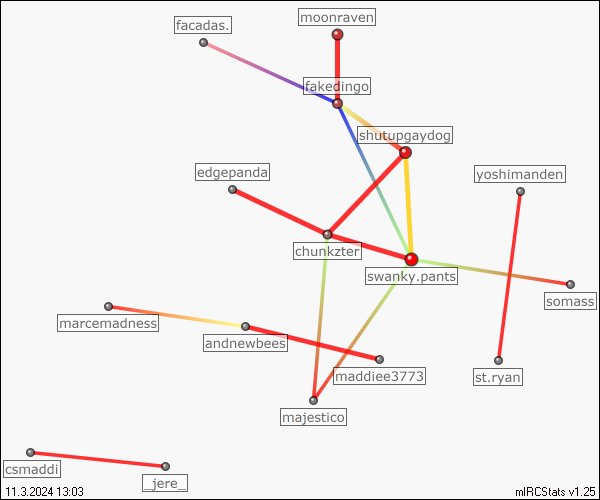 moonraven
facadas.
fakedingo
shutupgaydog
edgepanda
yoshimanden
chunkzter
swanky.pants
somass
marcemadness
andnewbees
maddiee3773
st.ryan
majestico
csmaddi
_jere_
11.3.2024 13:03
mIRCStats v1.25